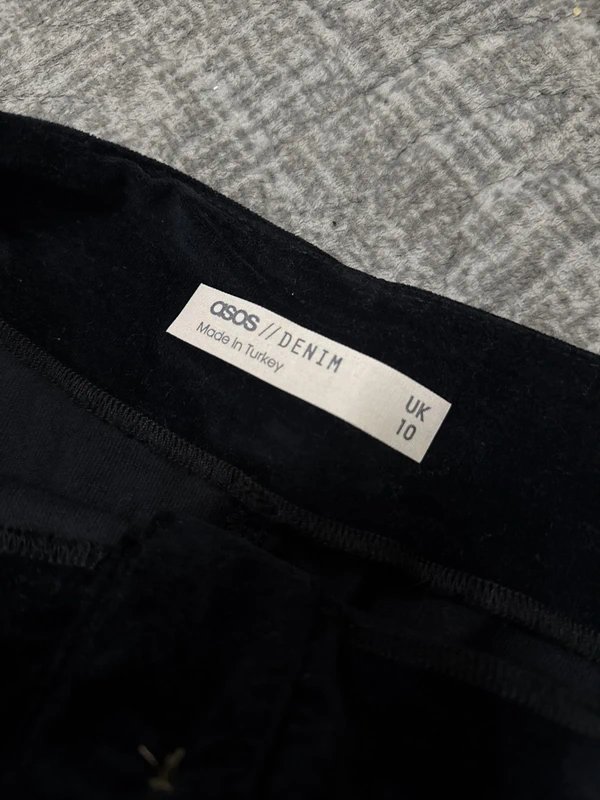 asos // DENIM
Made In Turkey
UK
10